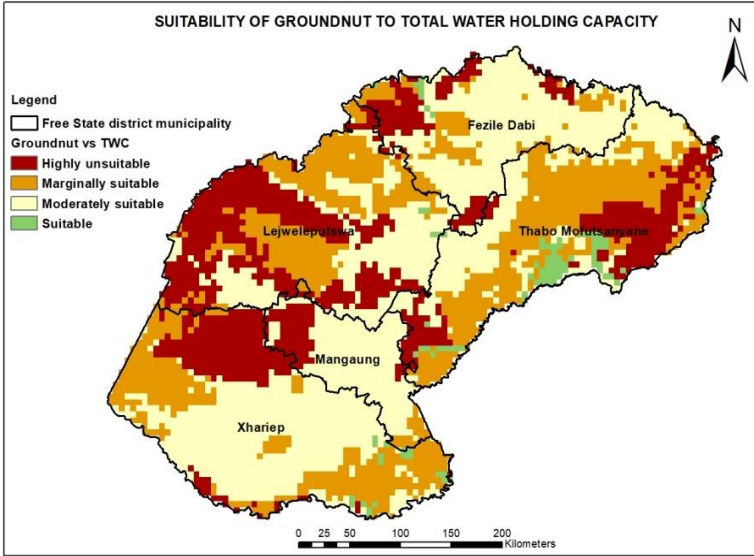 SUITABILITY OF GROUNDNUT TO TOTAL WATER HOLDING CAPACITY
N
Legend
Free State district municipality
Groundnut vs TWC
Highly unsuitable
Marginally suitable
Moderately suitable
Suitable
Fezile Dabi
Lejweleputswa
Thabo Mofutsanyane
Mangaung
Xhariep
0 25 50 100 150 200
Kilometers